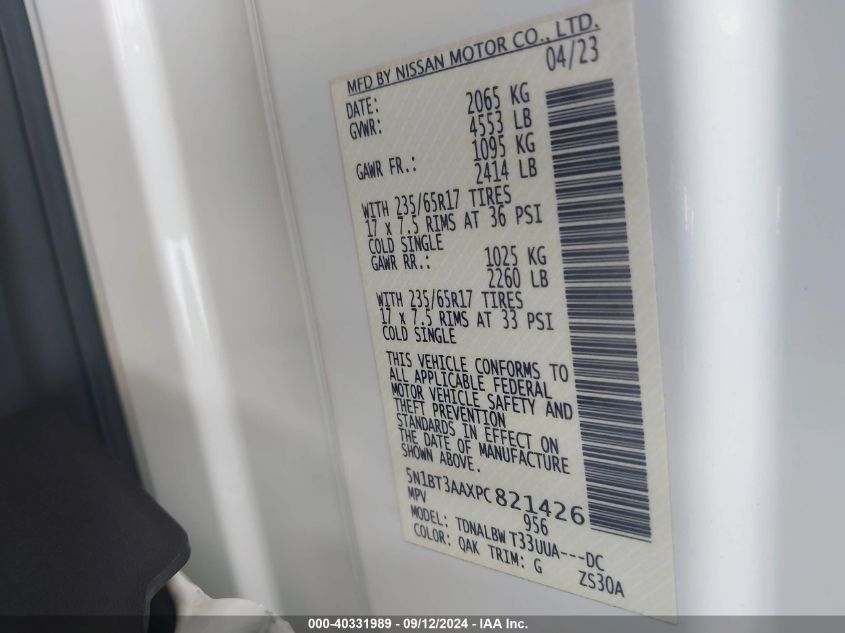 MFD BY NISSAN MOTOR CO., LTD.
DATE: 04/23
GVWR: 2065 KG
4553 LB
GAWR FR.: 1095 KG
2414 LB
WITH 235/65R17 TIRES
17 x 7.5 RIMS AT 36 PSI
COLD SINGLE
GAWR RR.: 1025 KG
2260 LB
WITH 235/65R17 TIRES
17 x 7.5 RIMS AT 33 PSI
COLD SINGLE
THIS VEHICLE CONFORMS TO
ALL APPLICABLE FEDERAL
MOTOR VEHICLE SAFETY AND
THEFT PREVENTION
STANDARDS IN EFFECT ON
THE DATE OF MANUFACTURE
SHOWN ABOVE.
5N1BT3AAXPC821426
MPV 956
MODEL: TDNALBW T33UUA---DC
COLOR: QAK TRIM: G ZS30A
000-40331989 - 09/12/2024 - IAA Inc.